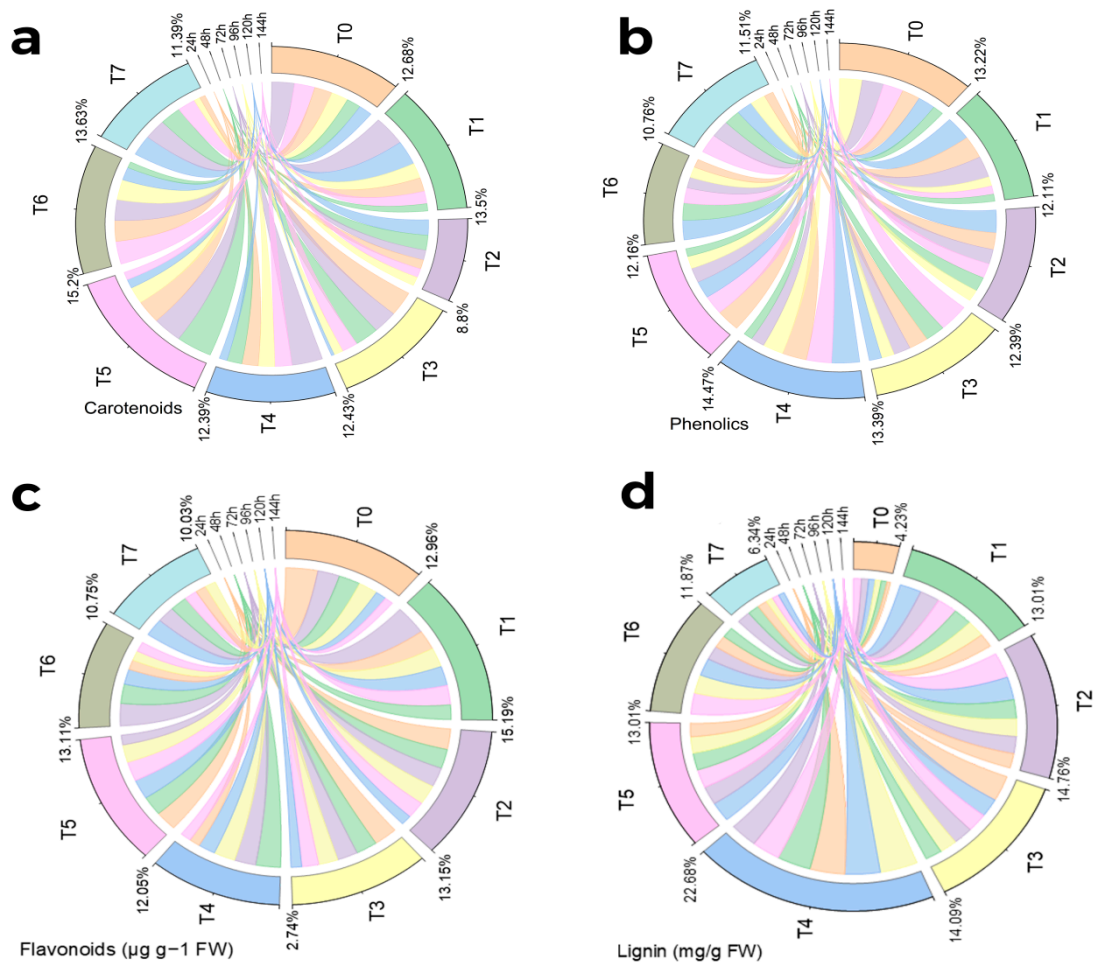 a
11.39%
24h
48h
72h
96h
120h
144h
T0
12.68%
T1
13.5%
T2
8.8%
T3
12.43%
T4
12.39%
T5
15.2%
T6
13.63%
T7
Carotenoids
b
11.51%
24h
48h
72h
96h
120h
144h
T0
13.22%
T1
12.11%
T2
12.39%
T3
13.39%
T4
14.47%
T5
12.16%
T6
10.76%
T7
Phenolics
c
10.03%
24h
48h
72h
96h
120h
144h
T0
12.96%
T1
15.19%
T2
13.15%
T3
2.74%
T4
12.05%
T5
13.11%
T6
10.75%
T7
Flavonoids (µg g−1 FW)
d
6.34%
24h
48h
72h
96h
120h
144h
T0
4.23%
T1
13.01%
T2
14.76%
T3
14.09%
T4
22.68%
T5
13.01%
T6
11.87%
T7
Lignin (mg/g FW)